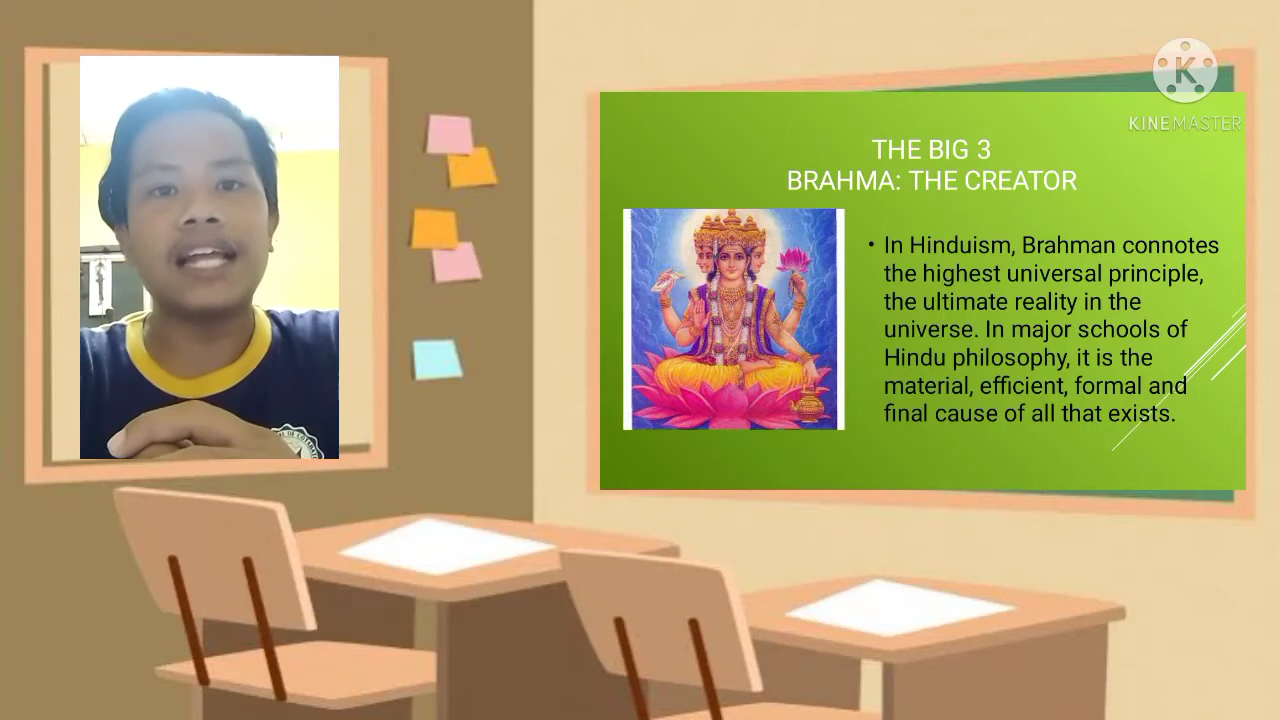 K
KINEMASTER
THE BIG 3
BRAHMA: THE CREATOR
• In Hinduism, Brahman connotes
the highest universal principle,
the ultimate reality in the
universe. In major schools of
Hindu philosophy, it is the
material, efficient, formal and
final cause of all that exists.